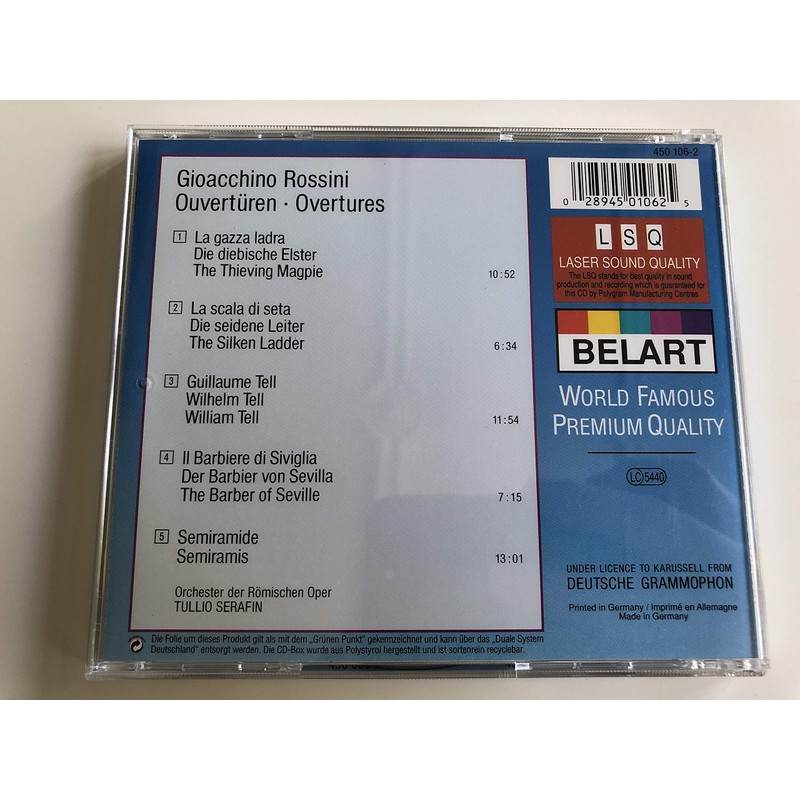 450 106-2
Gioacchino Rossini
Ouvertüren · Overtures
1 La gazza ladra
Die diebische Elster
The Thieving Magpie 10:52
2 La scala di seta
Die seidene Leiter
The Silken Ladder 6:34
3 Guillaume Tell
Wilhelm Tell
William Tell 11:54
4 Il Barbiere di Siviglia
Der Barbier von Sevilla
The Barber of Seville 7:15
5 Semiramide
Semiramis 13:01
Orchester der Römischen Oper
TULLIO SERAFIN
Die Folie um dieses Produkt gilt als mit dem „Grünen Punkt" gekennzeichnet und kann über das „Duale System
Deutschland" entsorgt werden. Die CD-Box wurde aus Polystyrol hergestellt und ist sortenrein recyclebar.
0 28945 01062 5
LSQ
LASER SOUND QUALITY
The LSQ stands for best quality in sound
production and recording which is guaranteed for
this CD by Polygram Manufacturing Centres
BELART
WORLD FAMOUS
PREMIUM QUALITY
LC 5440
UNDER LICENCE TO KARUSSELL FROM
DEUTSCHE GRAMMOPHON
Printed in Germany / Imprimé en Allemagne
Made in Germany